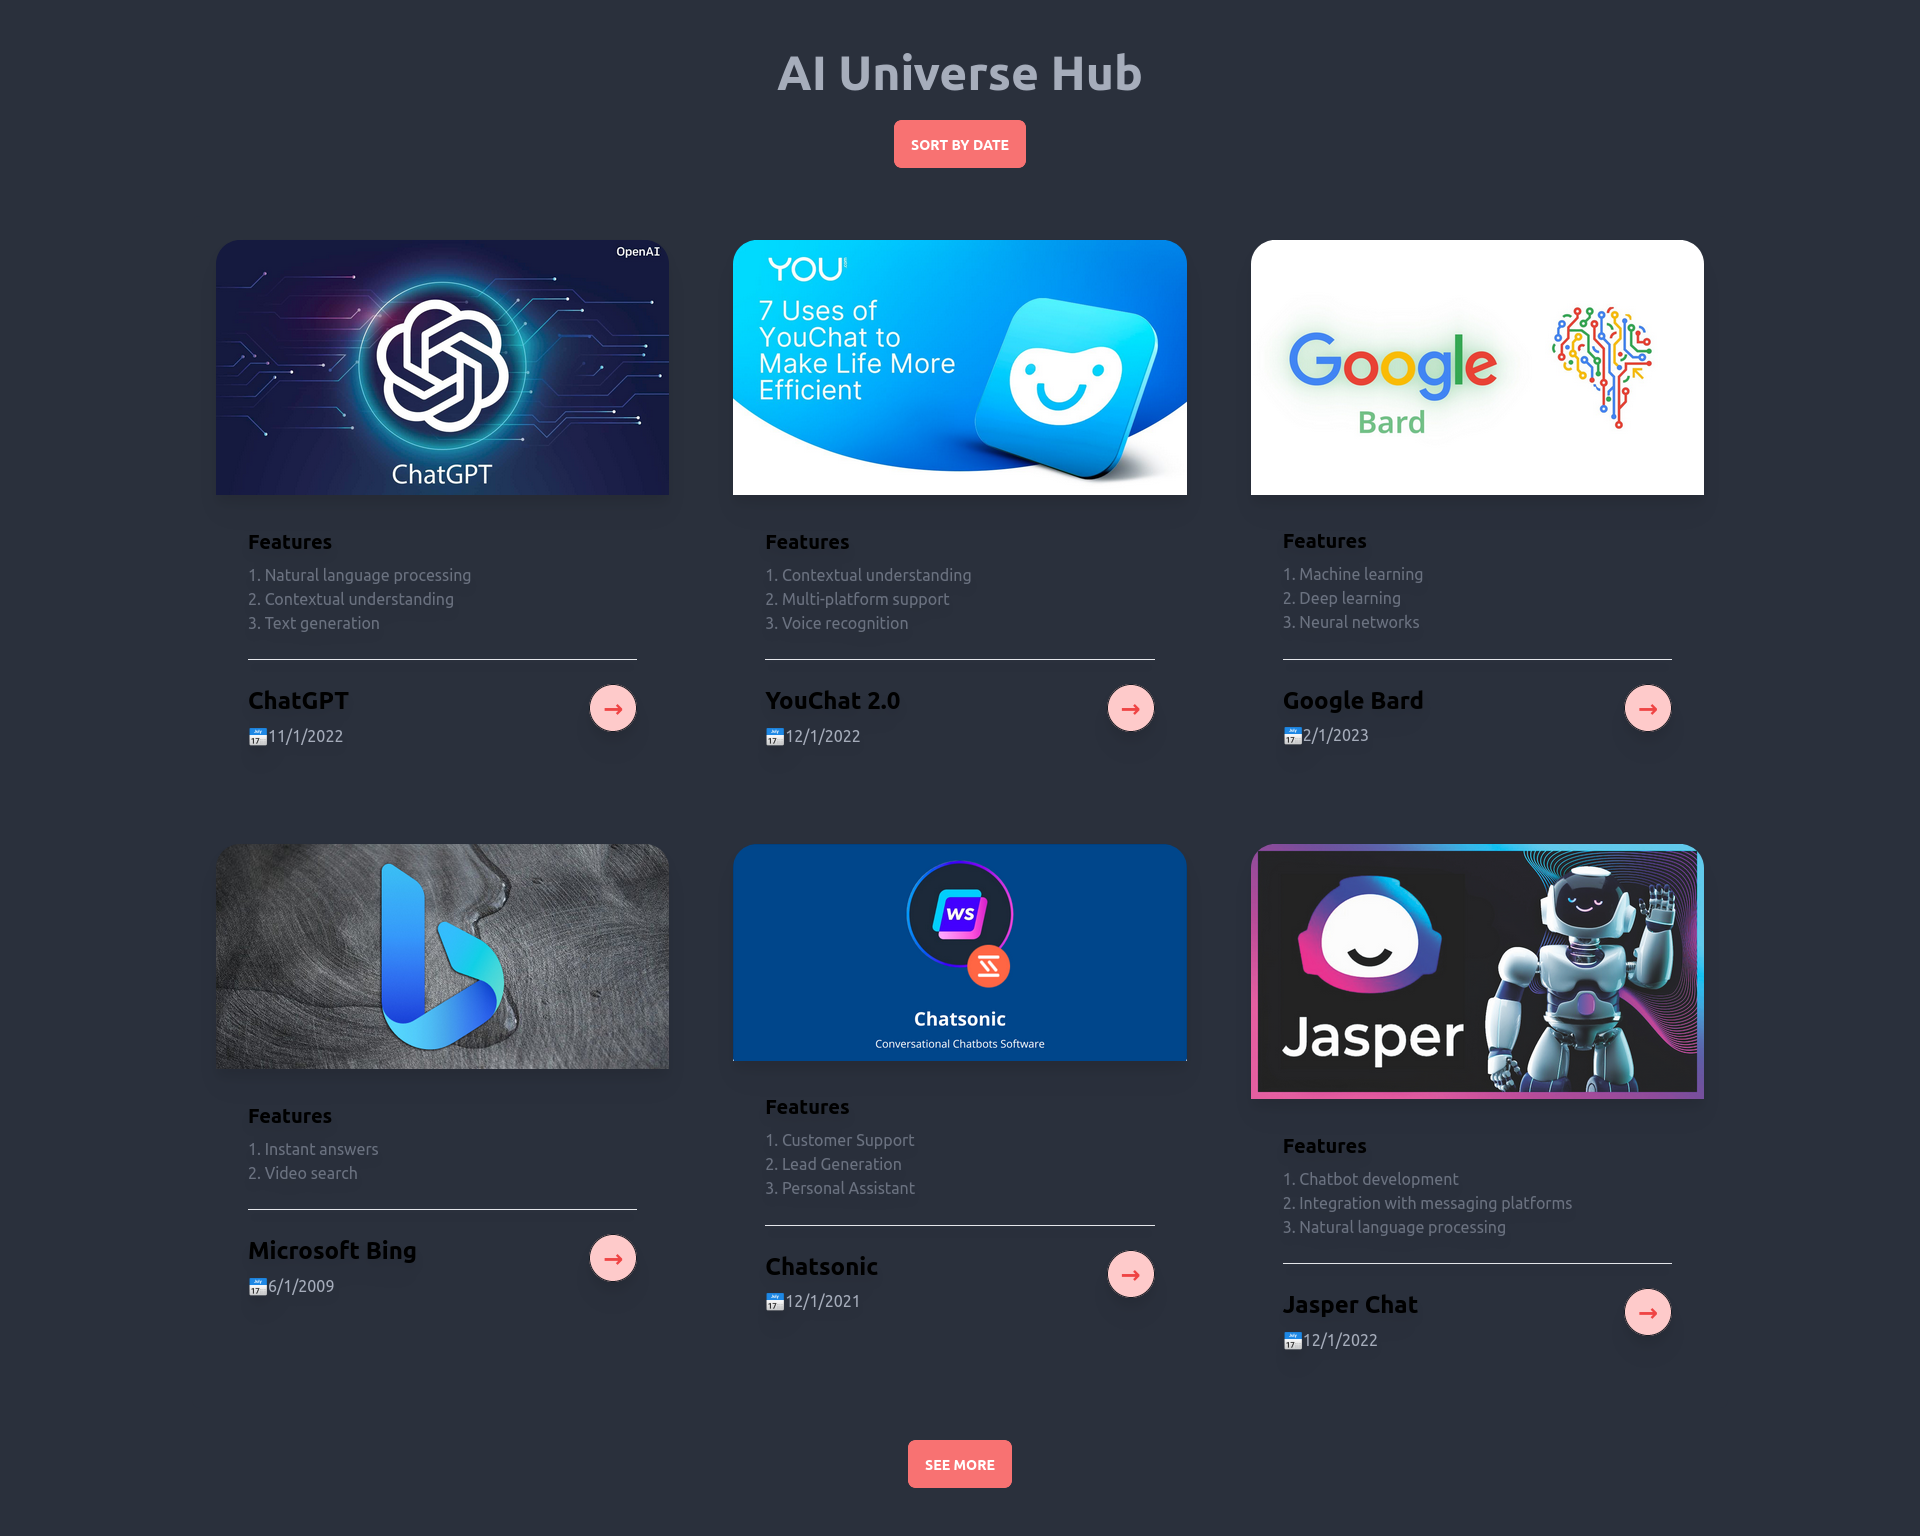 AI Universe Hub
SORT BY DATE
OpenAI
ChatGPT
Features
1. Natural language processing
2. Contextual understanding
3. Text generation
ChatGPT
11/1/2022
YOU
7 Uses of
YouChat to
Make Life More
Efficient
Features
1. Contextual understanding
2. Multi-platform support
3. Voice recognition
YouChat 2.0
12/1/2022
Google
Bard
Features
1. Machine learning
2. Deep learning
3. Neural networks
Google Bard
2/1/2023
Features
1. Instant answers
2. Video search
Microsoft Bing
6/1/2009
ws
Chatsonic
Conversational Chatbots Software
Features
1. Customer Support
2. Lead Generation
3. Personal Assistant
Chatsonic
12/1/2021
Jasper
Features
1. Chatbot development
2. Integration with messaging platforms
3. Natural language processing
Jasper Chat
12/1/2022
SEE MORE